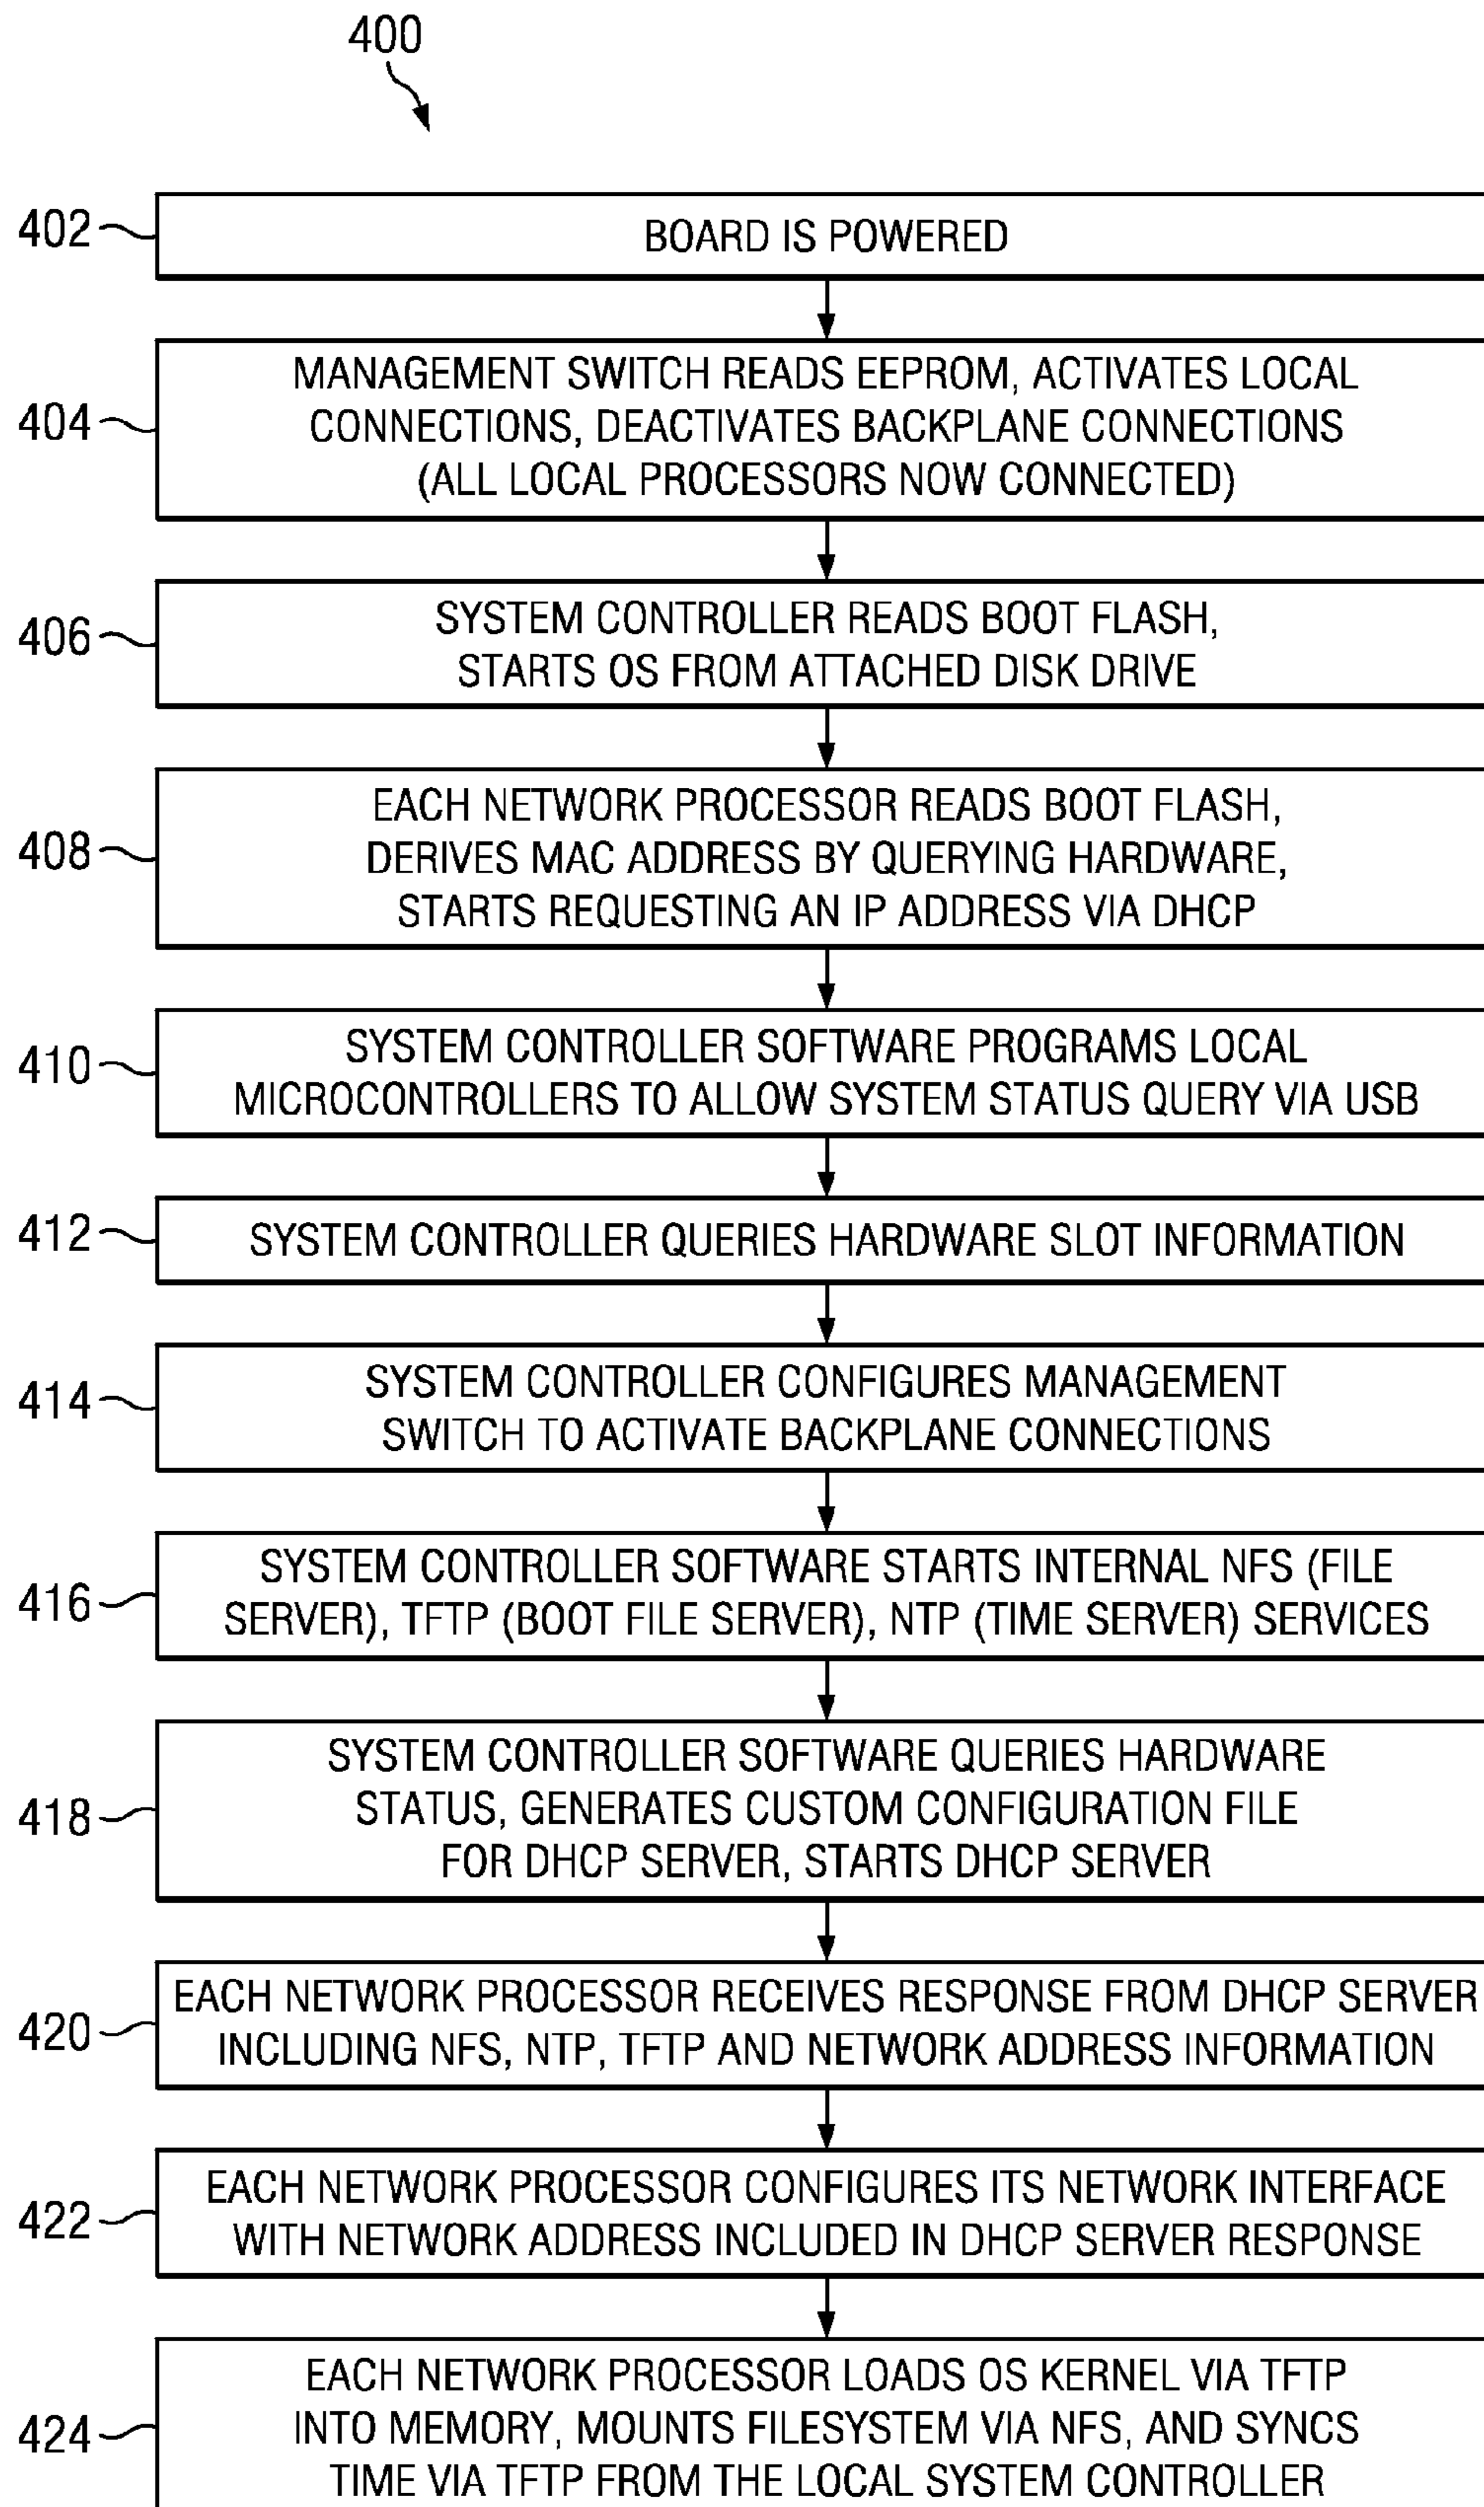 400
402
BOARD IS POWERED
404
MANAGEMENT SWITCH READS EEPROM, ACTIVATES LOCAL
CONNECTIONS, DEACTIVATES BACKPLANE CONNECTIONS
(ALL LOCAL PROCESSORS NOW CONNECTED)
406
SYSTEM CONTROLLER READS BOOT FLASH,
STARTS OS FROM ATTACHED DISK DRIVE
408
EACH NETWORK PROCESSOR READS BOOT FLASH,
DERIVES MAC ADDRESS BY QUERYING HARDWARE,
STARTS REQUESTING AN IP ADDRESS VIA DHCP
410
SYSTEM CONTROLLER SOFTWARE PROGRAMS LOCAL
MICROCONTROLLERS TO ALLOW SYSTEM STATUS QUERY VIA USB
412
SYSTEM CONTROLLER QUERIES HARDWARE SLOT INFORMATION
414
SYSTEM CONTROLLER CONFIGURES MANAGEMENT
SWITCH TO ACTIVATE BACKPLANE CONNECTIONS
416
SYSTEM CONTROLLER SOFTWARE STARTS INTERNAL NFS (FILE
SERVER), TFTP (BOOT FILE SERVER), NTP (TIME SERVER) SERVICES
418
SYSTEM CONTROLLER SOFTWARE QUERIES HARDWARE
STATUS, GENERATES CUSTOM CONFIGURATION FILE
FOR DHCP SERVER, STARTS DHCP SERVER
420
EACH NETWORK PROCESSOR RECEIVES RESPONSE FROM DHCP SERVER
INCLUDING NFS, NTP, TFTP AND NETWORK ADDRESS INFORMATION
422
EACH NETWORK PROCESSOR CONFIGURES ITS NETWORK INTERFACE
WITH NETWORK ADDRESS INCLUDED IN DHCP SERVER RESPONSE
424
EACH NETWORK PROCESSOR LOADS OS KERNEL VIA TFTP
INTO MEMORY, MOUNTS FILESYSTEM VIA NFS, AND SYNCS
TIME VIA TFTP FROM THE LOCAL SYSTEM CONTROLLER